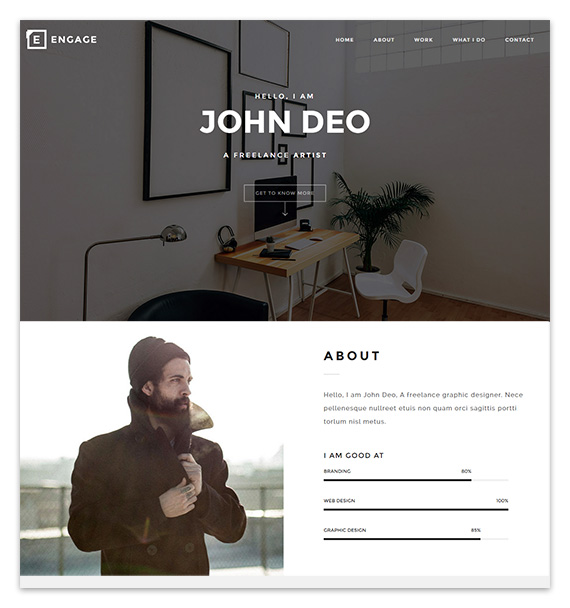 E ENGAGE
HOME ABOUT WORK WHAT I DO CONTACT
HELLO, I AM
JOHN DEO
A FREELANCE ARTIST
GET TO KNOW MORE
ABOUT
Hello, I am John Deo, A freelance graphic designer. Nece
pellenesque nullreet etuis non quam orci sagittis portti
torlum nisl metus.
I AM GOOD AT
BRANDING 80%
WEB DESIGN 100%
GRAPHIC DESIGN 85%